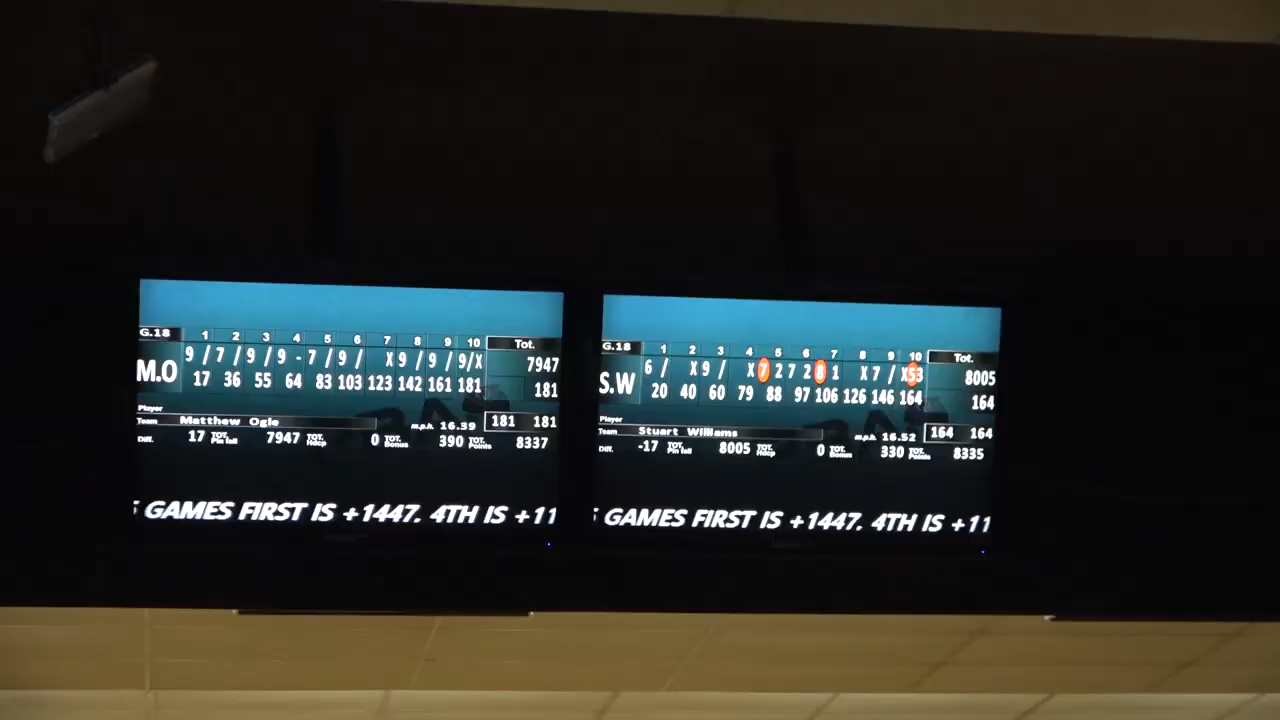 G.18 1 2 3 4 5 6 7 8 9 10 Tot.
M.O 9 / 7 / 9 / 9 - 7 / 9 / X 9 / 9 / 9/X 7947
17 36 55 64 83 103 123 142 161 181 181
Player
Team Matthew Ogle m.p.h. 16.39 181 181
Diff. 17 TOT. Pin fall 7947 TOT. Hdcp 0 TOT. Bonus 390 TOT. Points 8337
GAMES FIRST IS +1447. 4TH IS +11
G.18 1 2 3 4 5 6 7 8 9 10 Tot.
S.W 6 / X 9 / X 7 2 7 2 8 1 X 7 / X53 8005
20 40 60 79 88 97 106 126 146 164 164
Player
Team Stuart Williams m.p.h. 16.52 164 164
Diff. -17 TOT. Pin fall 8005 TOT. Hdcp 0 TOT. Bonus 330 TOT. Points 8335
GAMES FIRST IS +1447. 4TH IS +11